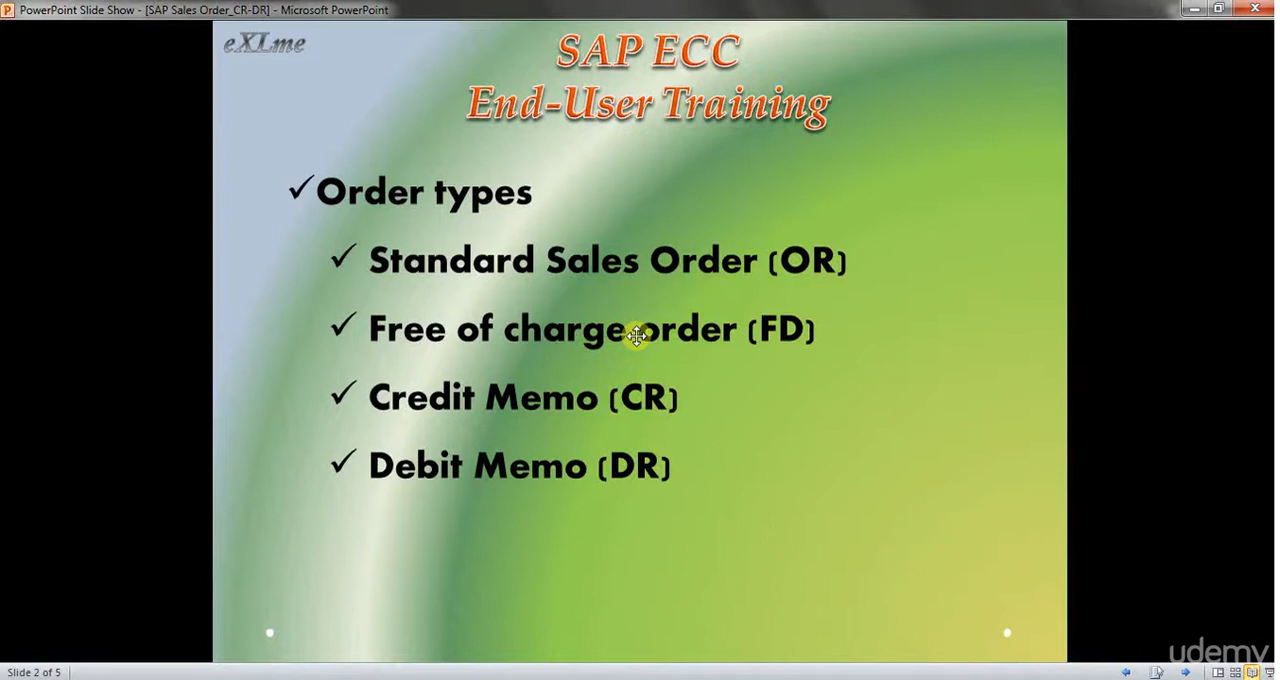 PowerPoint Slide Show - [SAP Sales Order_CR-DR] - Microsoft PowerPoint
eXLme
SAP ECC
End-User Training
✓Order types
✓ Standard Sales Order (OR)
✓ Free of charge order (FD)
✓ Credit Memo (CR)
✓ Debit Memo (DR)
udemy
Slide 2 of 5